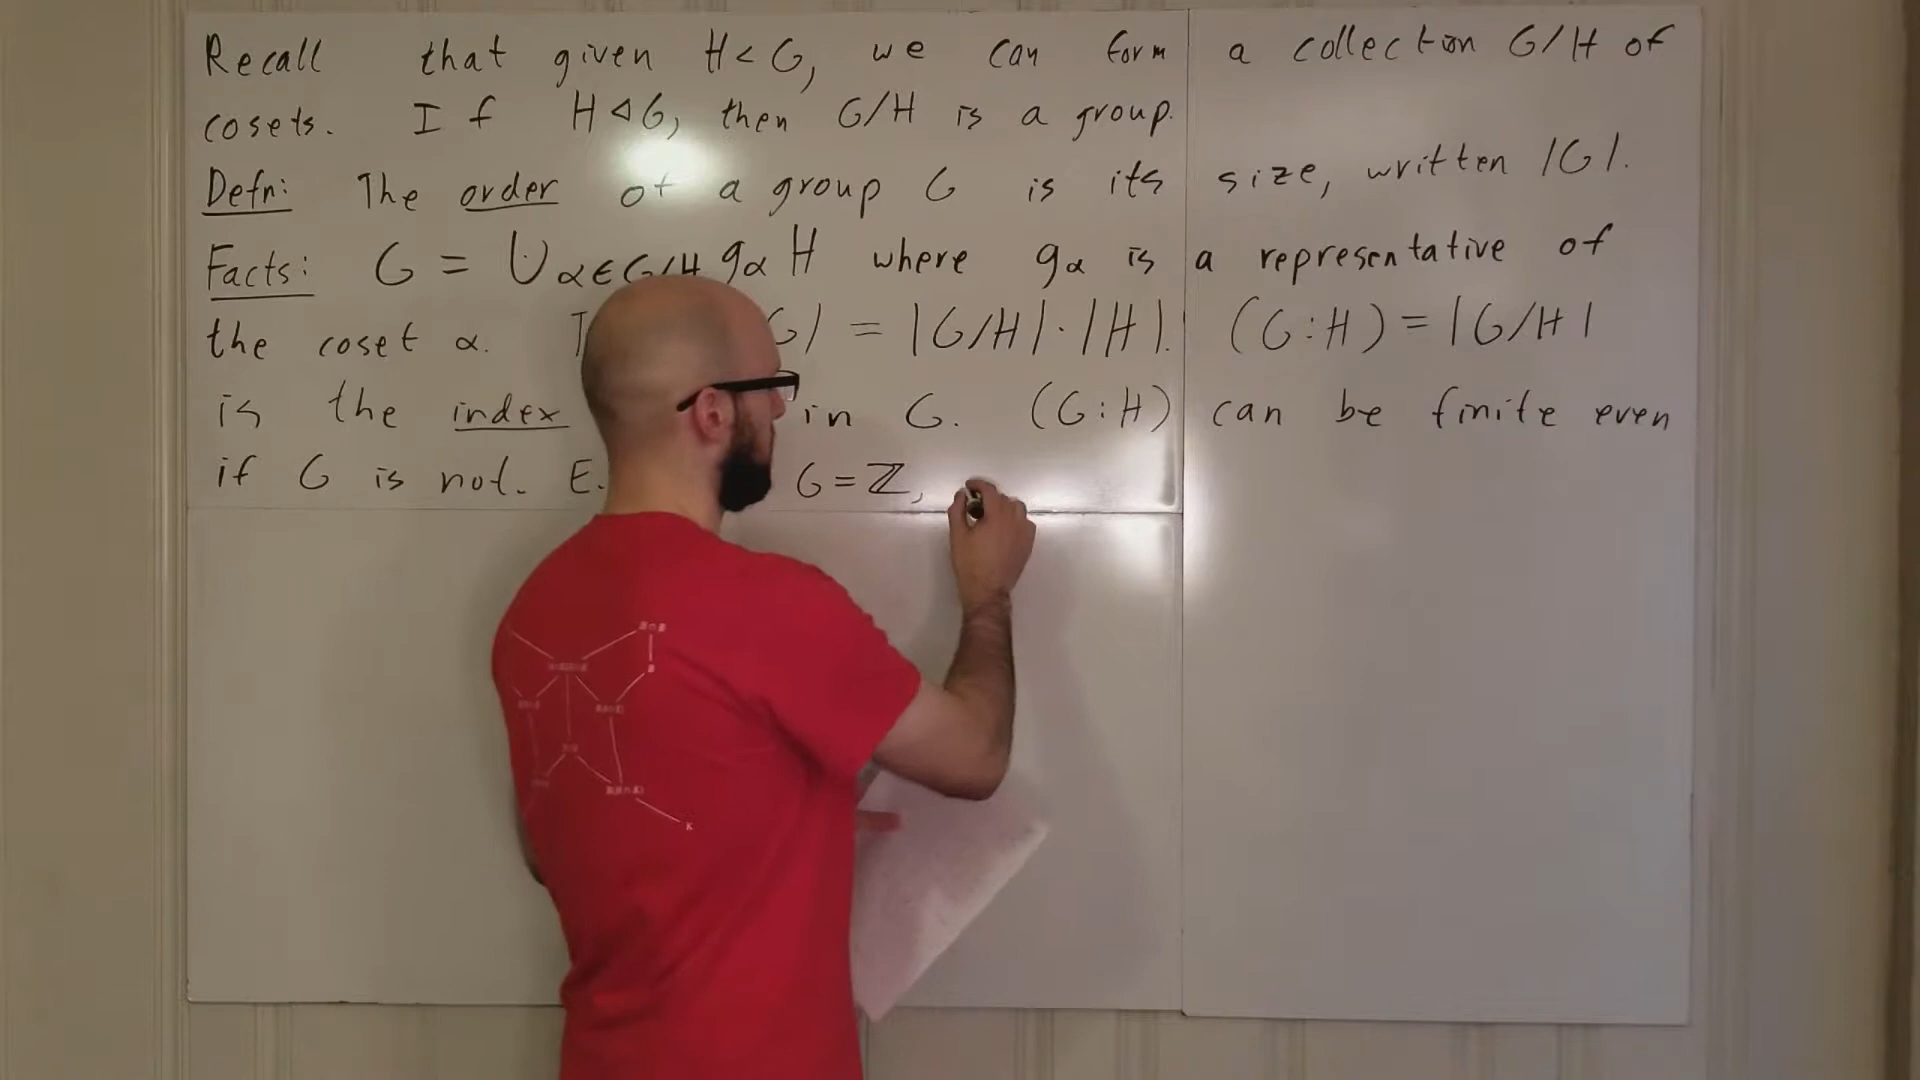 Recall that given H<G, we can form a collection G/H of
cosets. If H⊲G, then G/H is a group.
Defn: The order of a group G is its size, written |G|.
Facts: G = ∪α∈G/H gαH where gα is a representative of
the coset α. G| = |G/H|·|H|. (G:H) = |G/H|
is the index in G. (G:H) can be finite even
if G is not. E. G=ℤ,
K